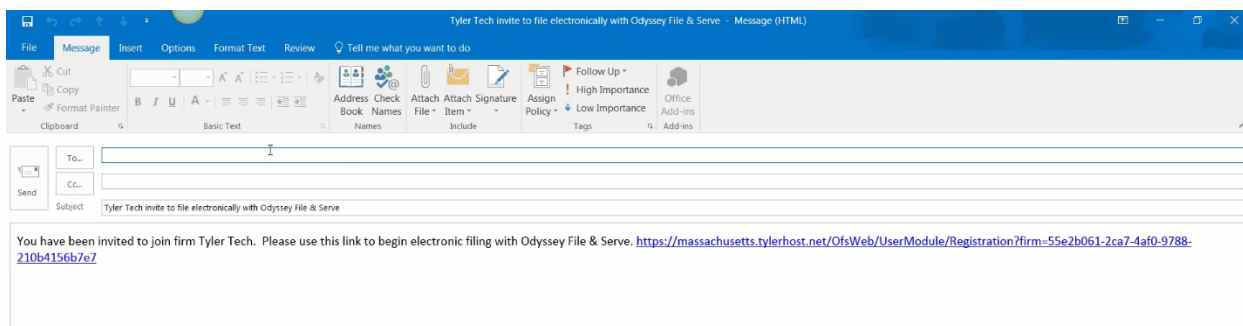 Tyler Tech invite to file electronically with Odyssey File & Serve - Message (HTML)
File Message Insert Options Format Text Review Tell me what you want to do
Cut
Copy
Format Painter
Paste
Clipboard
B I U A
Basic Text
Address Book
Check Names
Names
Attach File
Attach Item
Signature
Include
Assign Policy
Follow Up
High Importance
Low Importance
Tags
Office Add-ins
Add-ins
Send
To...
Cc...
Subject Tyler Tech invite to file electronically with Odyssey File & Serve
You have been invited to join firm Tyler Tech. Please use this link to begin electronic filing with Odyssey File & Serve. https://massachusetts.tylerhost.net/OfsWeb/UserModule/Registration?firm=55e2b061-2ca7-4af0-9788-
210b4156b7e7